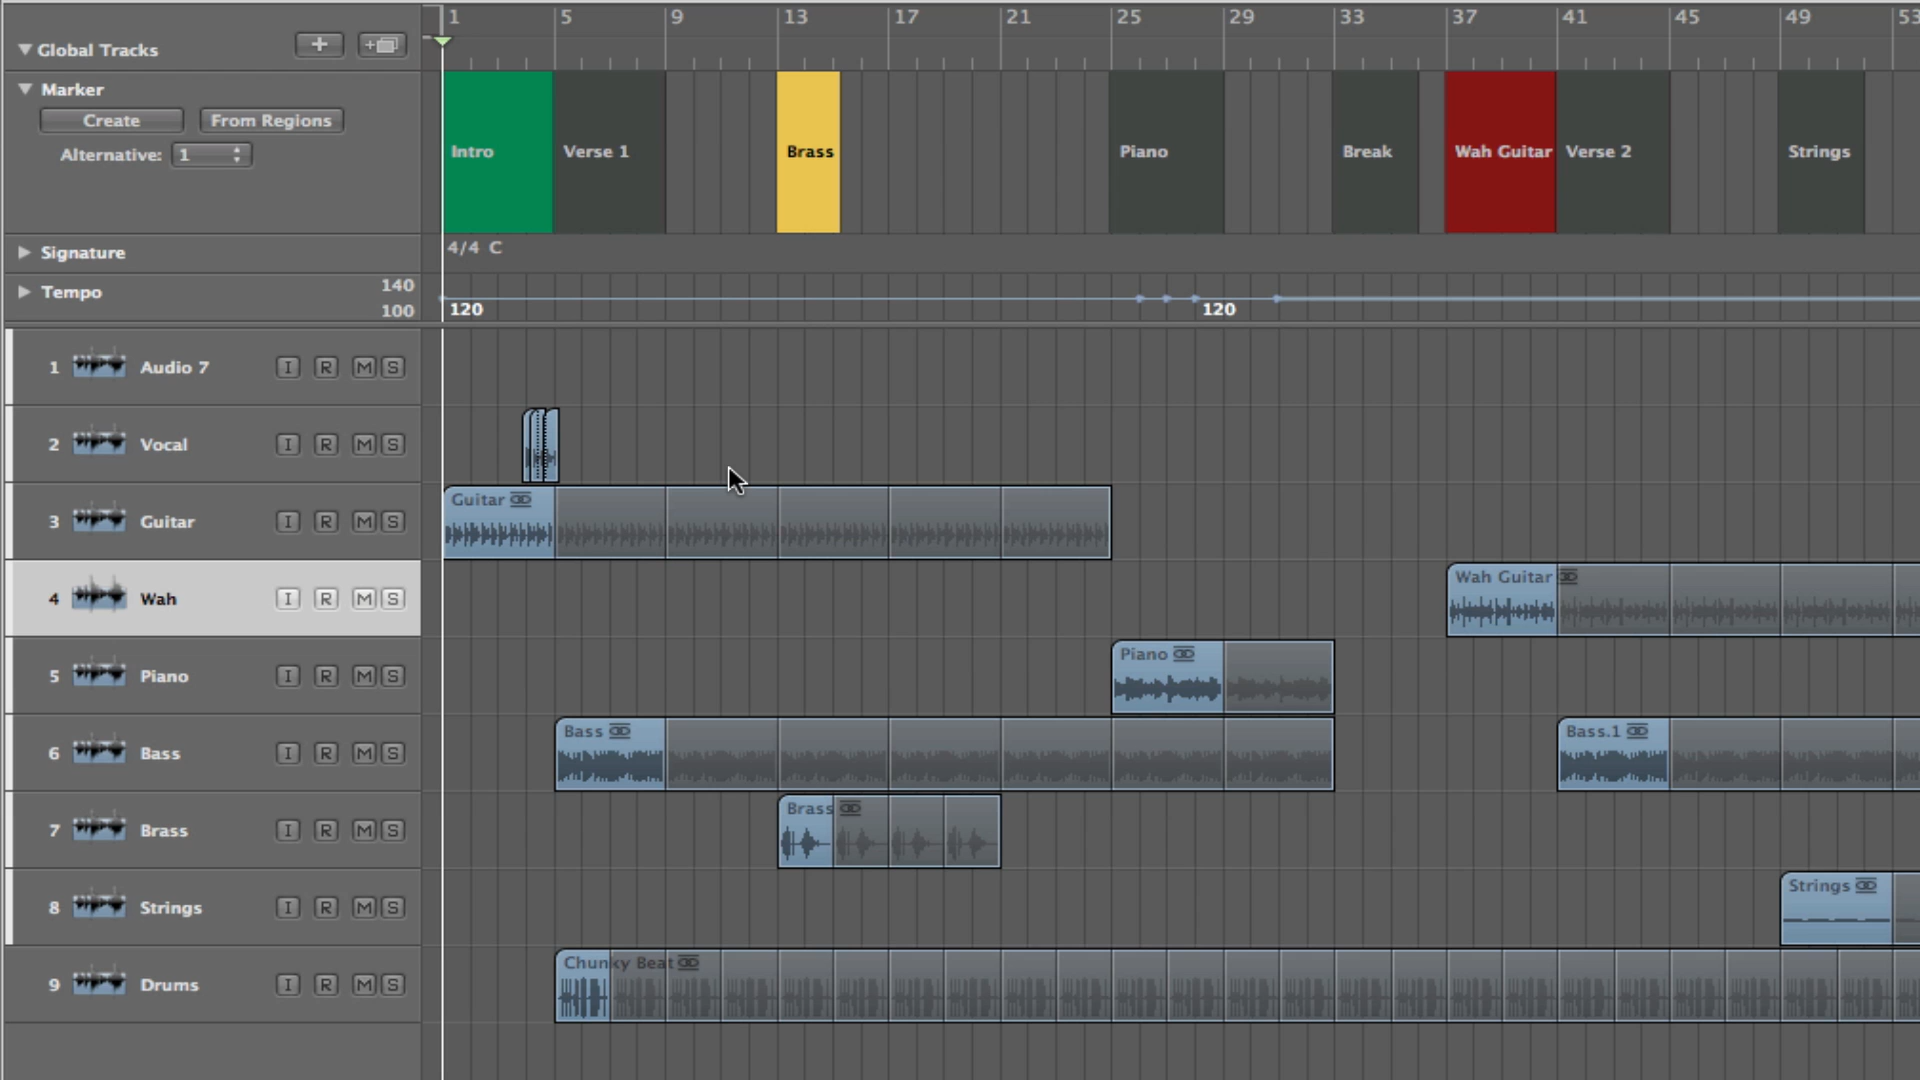 1 5 9 13 17 21 25 29 33 37 41 45 49 53
Global Tracks
Marker
Create From Regions
Alternative: 1
Intro Verse 1 Brass Piano Break Wah Guitar Verse 2 Strings
Signature 4/4 C
Tempo 140
100 120 120
1 Audio 7 I R M S
2 Vocal I R M S
Guitar
3 Guitar I R M S
Wah Guitar
4 Wah I R M S
Piano
5 Piano I R M S
Bass Bass.1
6 Bass I R M S
Brass
7 Brass I R M S
Strings
8 Strings I R M S
Chunky Beat
9 Drums I R M S